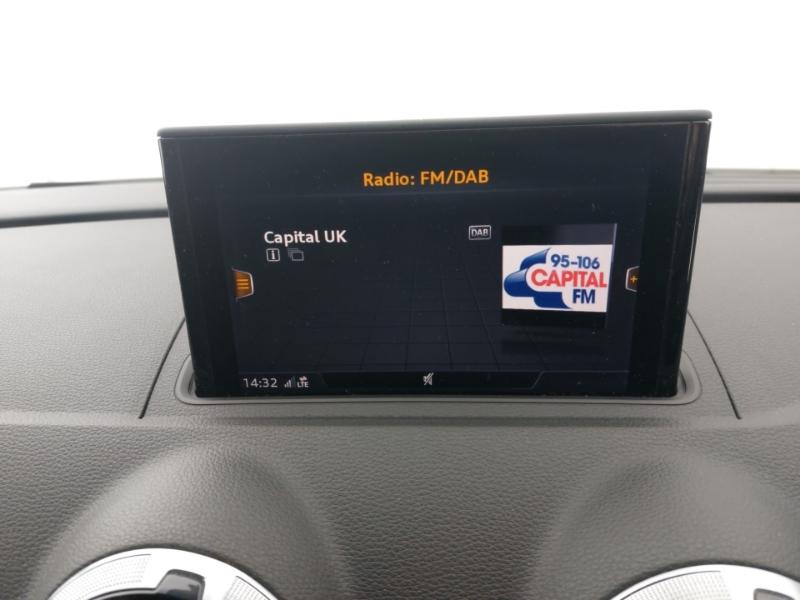 Radio: FM/DAB
Capital UK
DAB
95-106
CAPITAL
FM
14:32 LTE